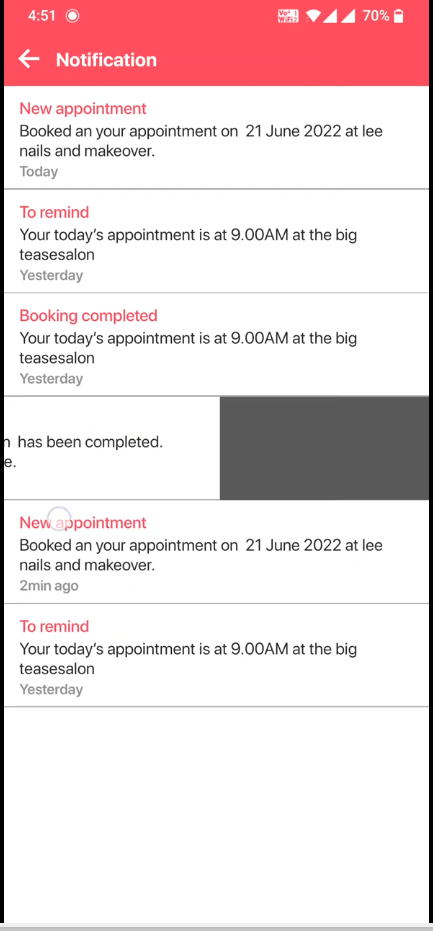 4:51
70%
Notification
New appointment
Booked an your appointment on 21 June 2022 at lee
nails and makeover.
Today
To remind
Your today's appointment is at 9.00AM at the big
teasesalon
Yesterday
Booking completed
Your today's appointment is at 9.00AM at the big
teasesalon
Yesterday
has been completed.
New appointment
Booked an your appointment on 21 June 2022 at lee
nails and makeover.
2min ago
To remind
Your today's appointment is at 9.00AM at the big
teasesalon
Yesterday